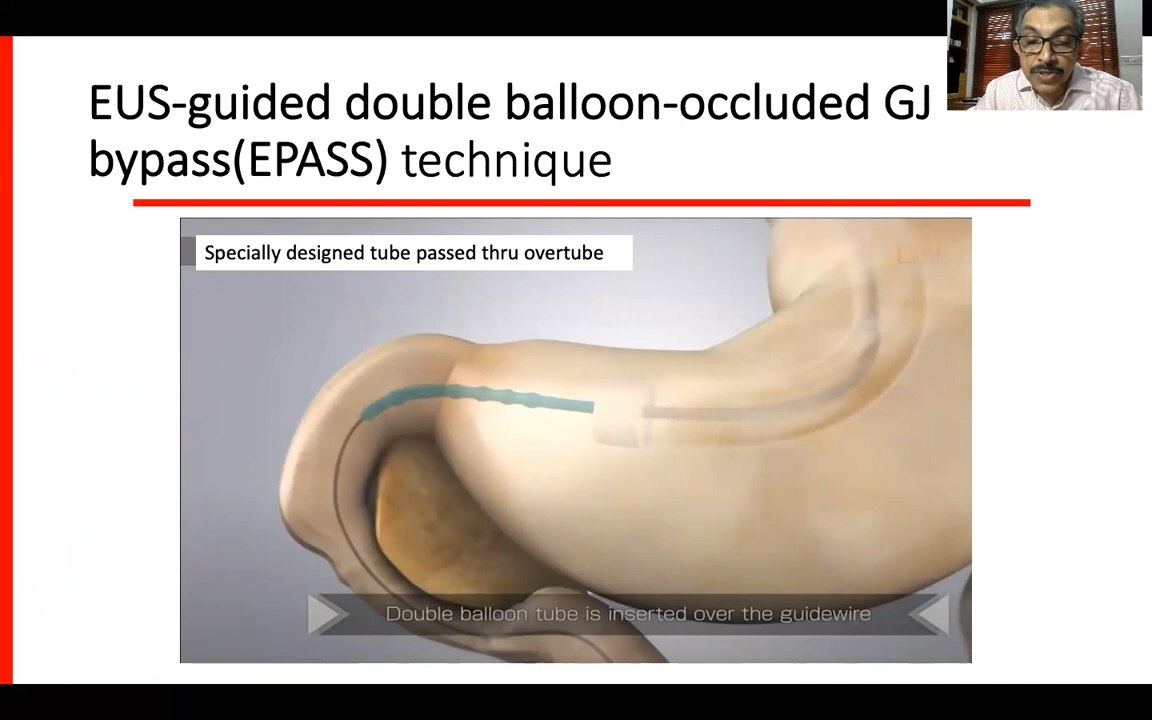 EUS-guided double balloon-occluded GJ
bypass(EPASS) technique
Specially designed tube passed thru overtube
Double balloon tube is inserted over the guidewire